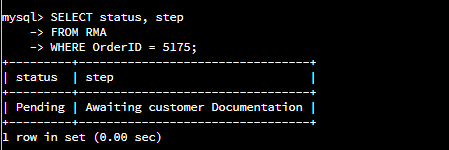 mysql> SELECT status, step
    -> FROM RMA
    -> WHERE OrderID = 5175;
+---------+---------------------------------+
| status  | step                            |
+---------+---------------------------------+
| Pending | Awaiting customer Documentation |
+---------+---------------------------------+
1 row in set (0.00 sec)